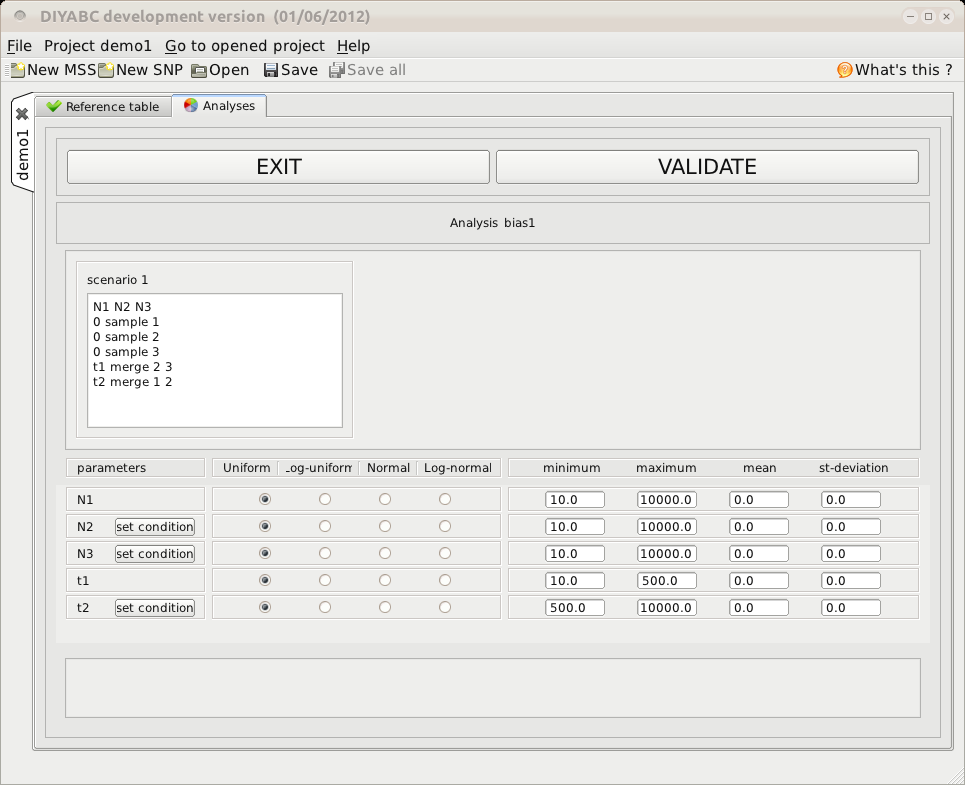 DIYABC development version (01/06/2012)
File Project demo1 Go to opened project Help
New MSS New SNP Open Save Save all What's this ?
demo1
Reference table Analyses
EXIT VALIDATE
Analysis bias1
scenario 1
N1 N2 N3
0 sample 1
0 sample 2
0 sample 3
t1 merge 2 3
t2 merge 1 2
parameters Uniform Log-uniform Normal Log-normal minimum maximum mean st-deviation
N1 10.0 10000.0 0.0 0.0
N2 set condition 10.0 10000.0 0.0 0.0
N3 set condition 10.0 10000.0 0.0 0.0
t1 10.0 500.0 0.0 0.0
t2 set condition 500.0 10000.0 0.0 0.0